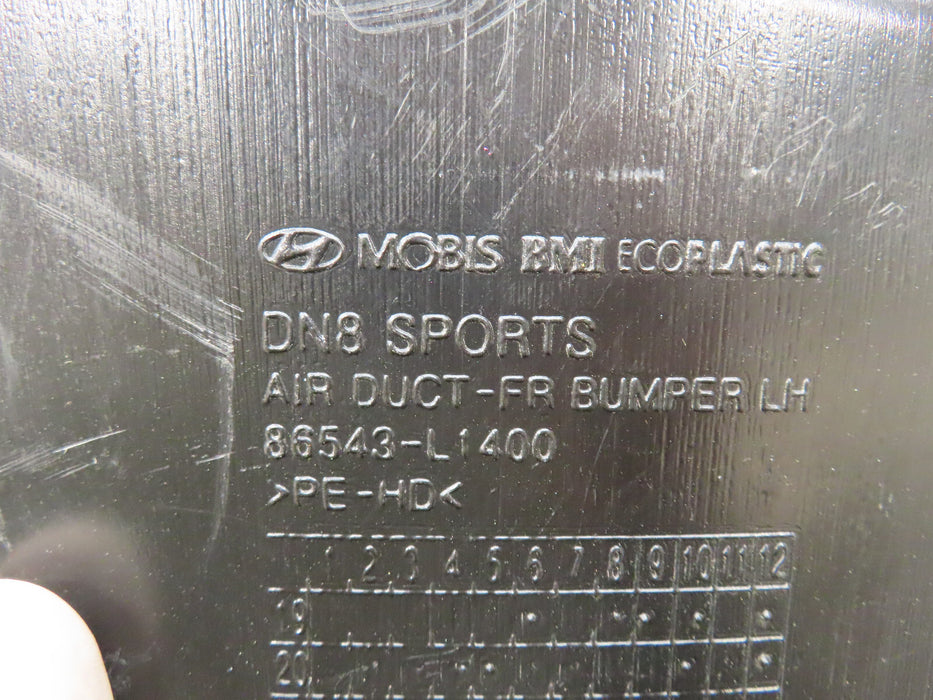 MOBIS BMI ECOPLASTIC
DN8 SPORTS
AIR DUCT-FR BUMPER LH
86543-L1400
>PE-HD<
1 2 3 4 5 6 7 8 9 10 11 12
19
20